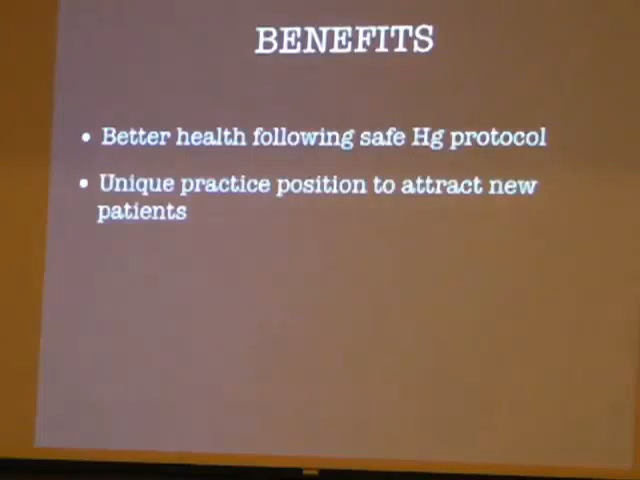 BENEFITS
• Better health following safe Hg protocol
• Unique practice position to attract new
patients